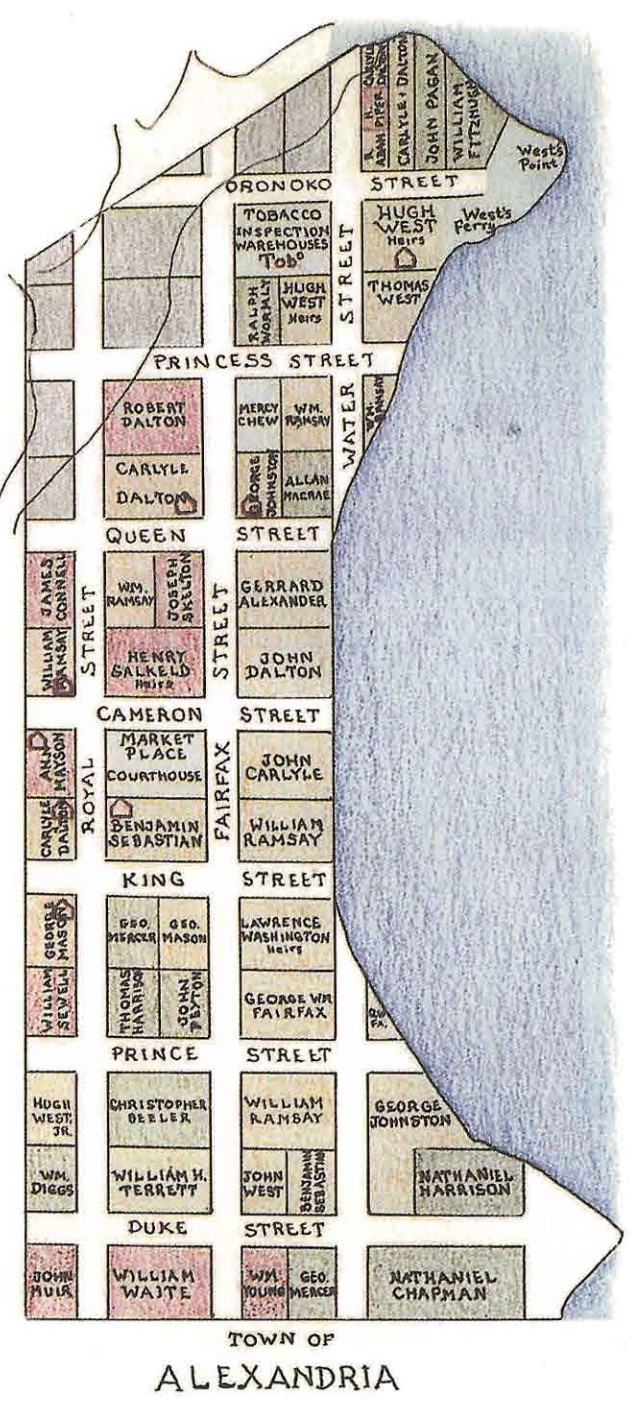 CARLYLE
DALTON
H. PIPER
R. ADAM
CARLYLE + DALTON
JOHN PAGAN
WILLIAM
FITZHUGH
West's
Point
ORONOKO STREET
TOBACCO
INSPECTION
WAREHOUSES
Tobº
HUGH
WEST
Heirs
West's
Ferry
RALPH
WORMLY
HUGH
WEST
Heirs
THOMAS
WEST
WATER STREET
PRINCESS STREET
ROBERT
DALTON
MERCY
CHEW
WM.
RAMSAY
WM.
RAMSAY
CARLYLE
DALTON
GEORGE
JOHNSTON
ALLAN
MACRAE
QUEEN STREET
JAMES
CONNELL
WM.
RAMSAY
JOSEPH
SKELTON
GERRARD
ALEXANDER
WILLIAM
RAMSAY
HENRY
SALKELD
Heirs
JOHN
DALTON
ROYAL STREET
FAIRFAX STREET
CAMERON STREET
ANN
MAYSON
MARKET
PLACE
COURTHOUSE
JOHN
CARLYLE
CARLYLE
DALTON
BENJAMIN
SEBASTIAN
WILLIAM
RAMSAY
KING STREET
GEORGE
MASON
GEO.
MERCER
GEO.
MASON
LAWRENCE
WASHINGTON
Heirs
WILLIAM
SEWELL
THOMAS
HARRISON
JOHN
PEYTON
GEORGE WM
FAIRFAX
FA.
PRINCE STREET
HUGH
WEST,
JR.
CHRISTOPHER
BEELER
WILLIAM
RAMSAY
GEORGE
JOHNSTON
WM.
DIGGS
WILLIAM H.
TERRETT
JOHN
WEST
BENJAMIN
SEBASTIN
NATHANIEL
HARRISON
DUKE STREET
JOHN
MUIR
WILLIAM
WAITE
WM
YOUNG
GEO.
MERCER
NATHANIEL
CHAPMAN
TOWN OF
ALEXANDRIA